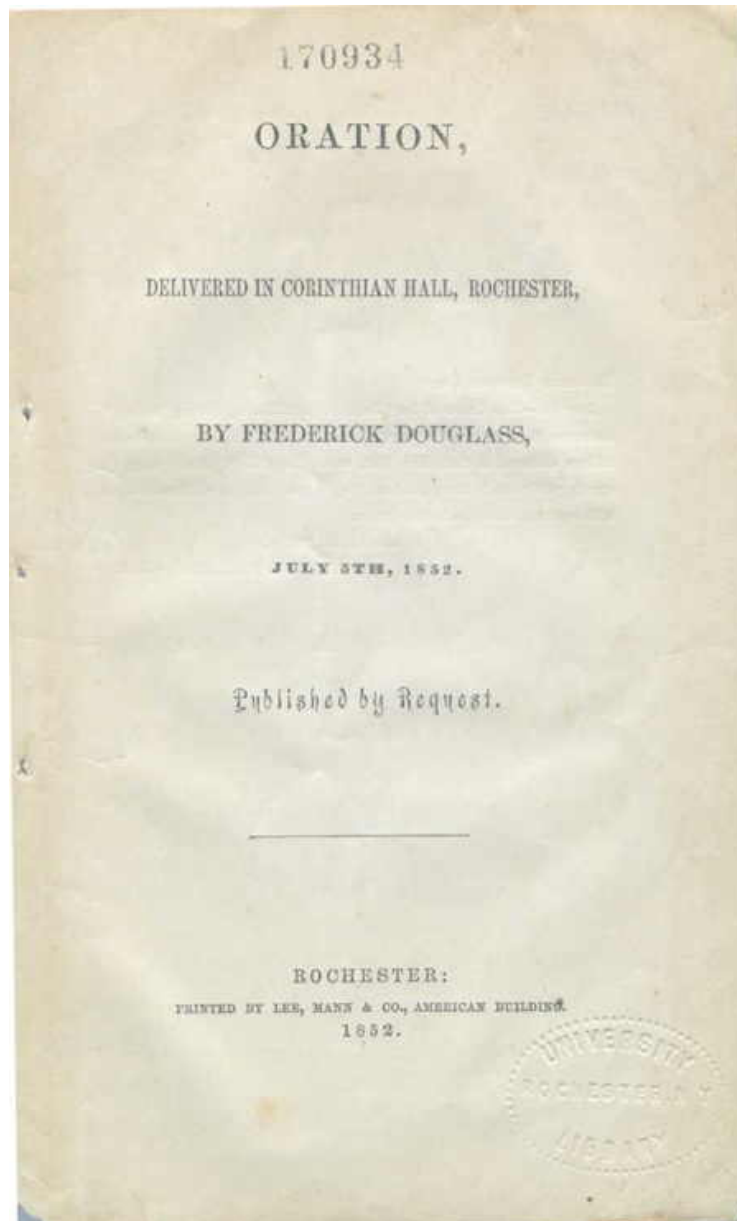 170934
ORATION,
DELIVERED IN CORINTHIAN HALL, ROCHESTER,
BY FREDERICK DOUGLASS,
JULY 5TH, 1852.
Published by Request.
ROCHESTER:
PRINTED BY LEE, MANN & CO., AMERICAN BUILDING.
1852.
UNIVERSITY
ROCHESTER N Y
LIBRARY